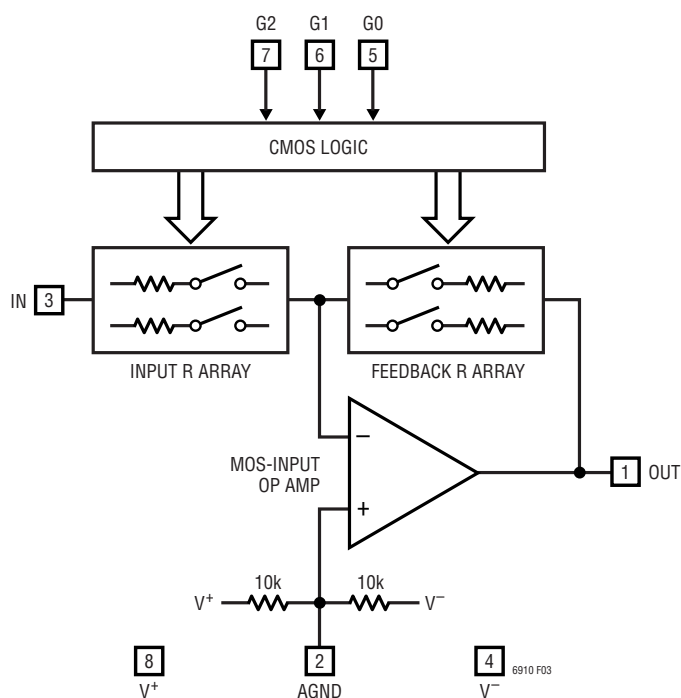 G2 G1 G0
7 6 5
CMOS LOGIC
IN 3
INPUT R ARRAY FEEDBACK R ARRAY
−
MOS-INPUT
OP AMP
1 OUT
+
10k 10k
V+ V−
8 2 4 6910 F03
V+ AGND V−